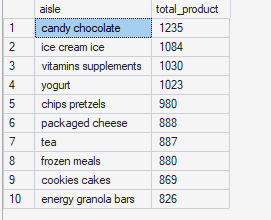 aisle total_product
1 candy chocolate 1235
2 ice cream ice 1084
3 vitamins supplements 1030
4 yogurt 1023
5 chips pretzels 980
6 packaged cheese 888
7 tea 887
8 frozen meals 880
9 cookies cakes 869
10 energy granola bars 826